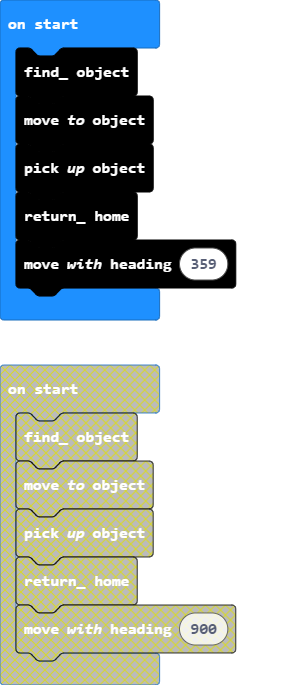 on start
find_ object
move to object
pick up object
return_ home
move with heading 359
on start
find_ object
move to object
pick up object
return_ home
move with heading 900